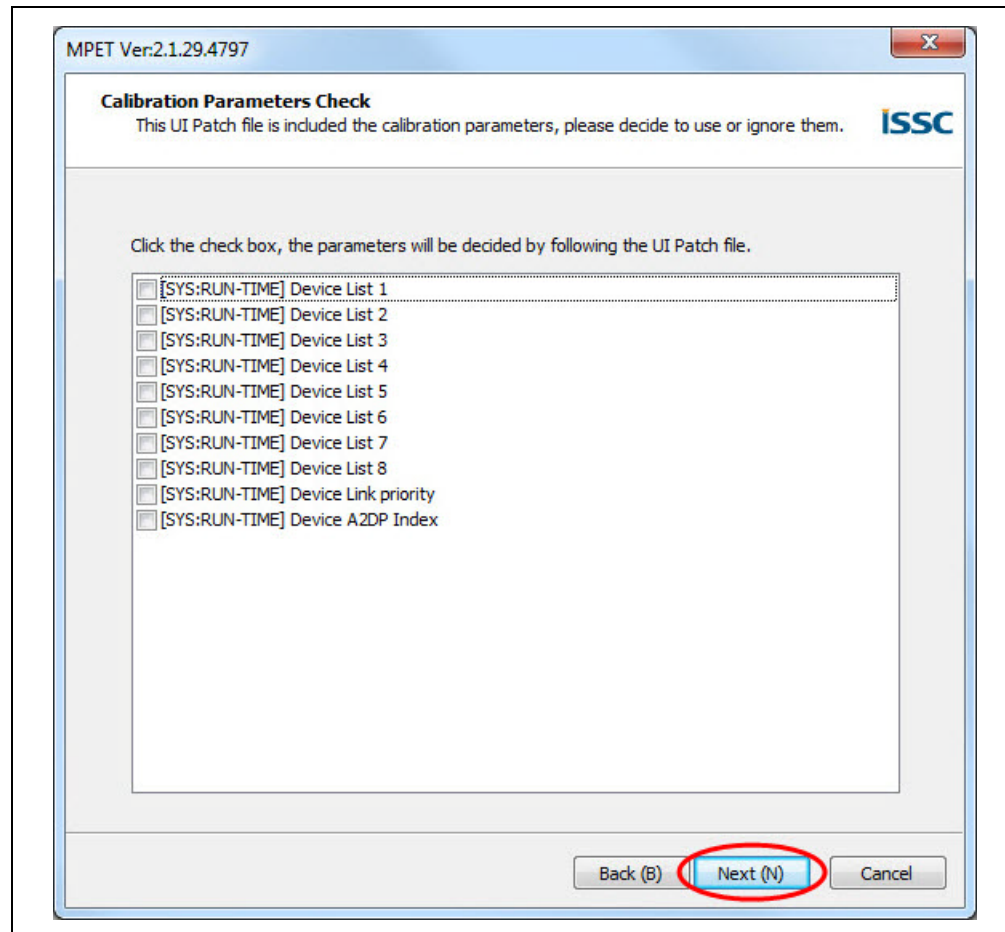 MPET Ver:2.1.29.4797
Calibration Parameters Check
This UI Patch file is included the calibration parameters, please decide to use or ignore them.
ISSC
Click the check box, the parameters will be decided by following the UI Patch file.
[SYS:RUN-TIME] Device List 1
[SYS:RUN-TIME] Device List 2
[SYS:RUN-TIME] Device List 3
[SYS:RUN-TIME] Device List 4
[SYS:RUN-TIME] Device List 5
[SYS:RUN-TIME] Device List 6
[SYS:RUN-TIME] Device List 7
[SYS:RUN-TIME] Device List 8
[SYS:RUN-TIME] Device Link priority
[SYS:RUN-TIME] Device A2DP Index
Back (B)
Next (N)
Cancel